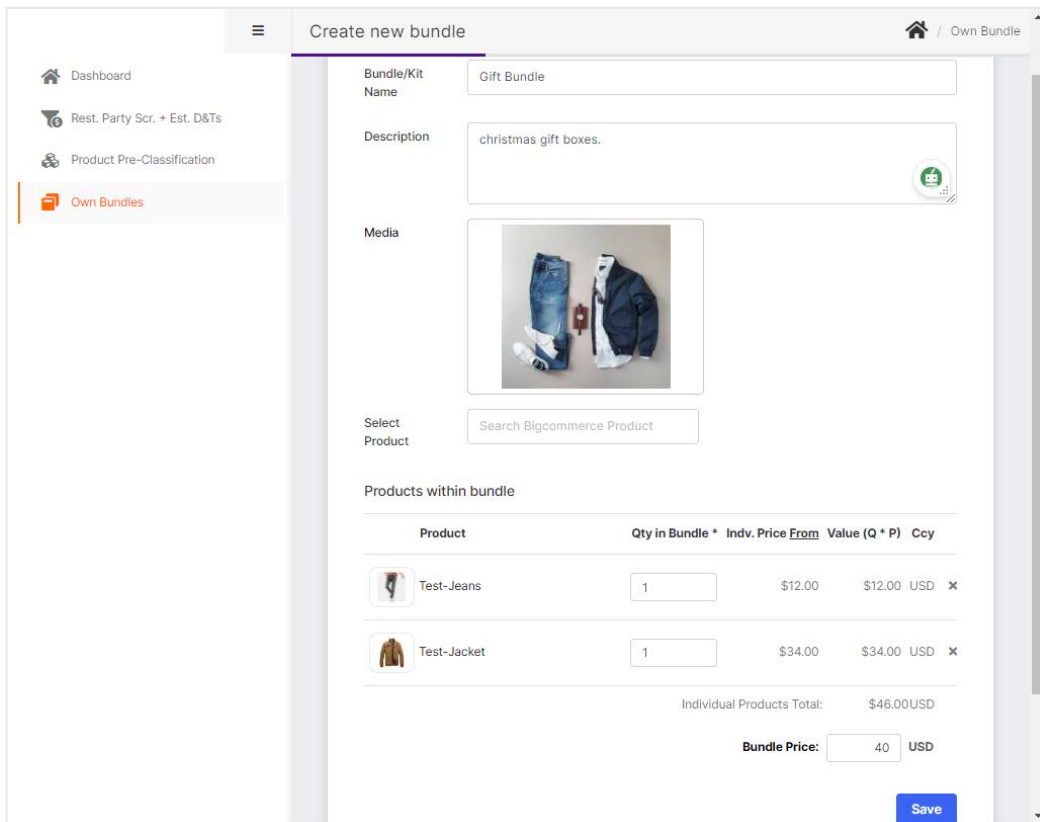 Create new bundle
/ Own Bundle
Dashboard
Rest. Party Scr. + Est. D&Ts
Product Pre-Classification
Own Bundles
Bundle/Kit
Name
Gift Bundle
Description
christmas gift boxes.
Media
Select
Product
Search Bigcommerce Product
Products within bundle
Product Qty in Bundle * Indv. Price From Value (Q * P) Ccy
Test-Jeans 1 $12.00 $12.00 USD
Test-Jacket 1 $34.00 $34.00 USD
Individual Products Total: $46.00USD
Bundle Price: 40 USD
Save